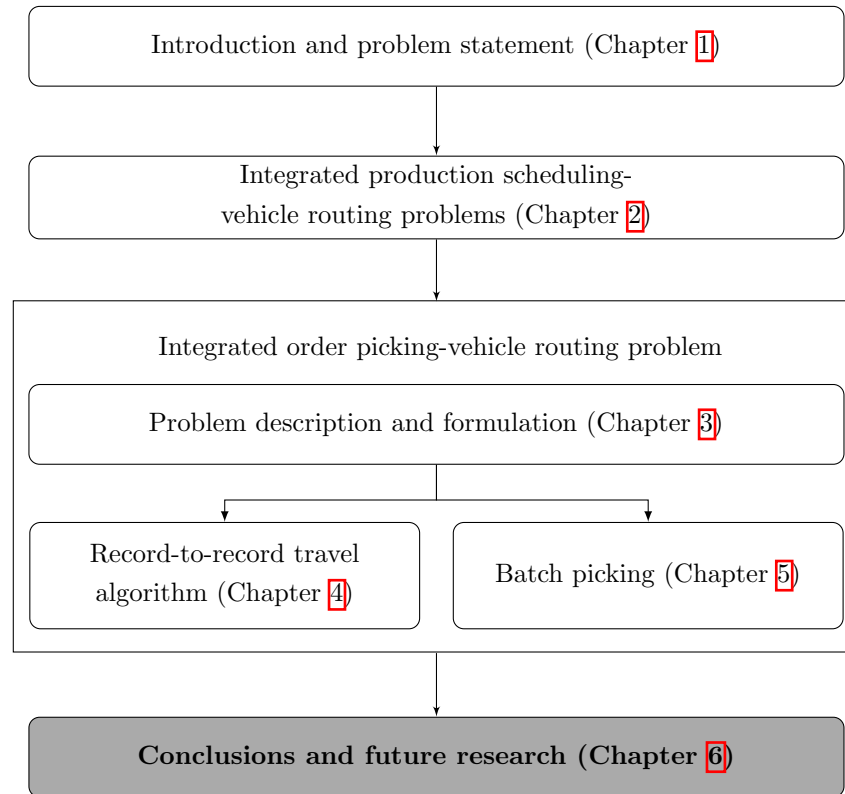 Introduction and problem statement (Chapter 1)
Integrated production scheduling-
vehicle routing problems (Chapter 2)
Integrated order picking-vehicle routing problem
Problem description and formulation (Chapter 3)
Record-to-record travel
algorithm (Chapter 4)
Batch picking (Chapter 5)
Conclusions and future research (Chapter 6)